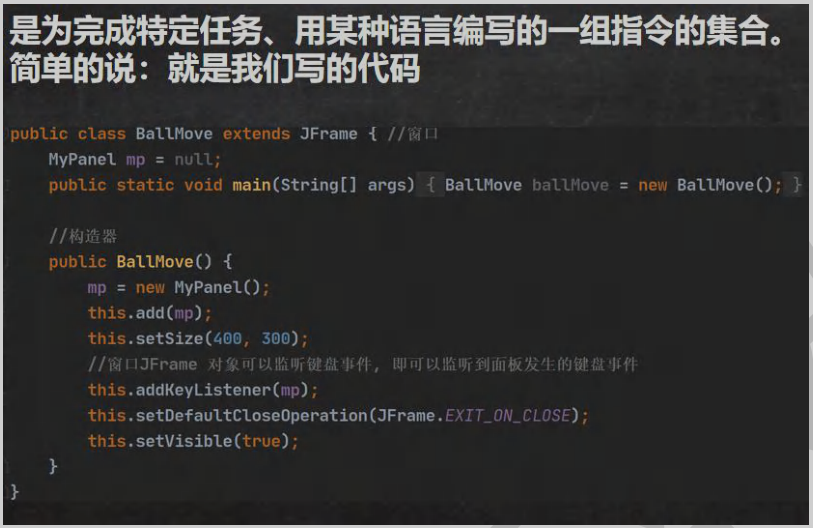 是为完成特定任务、用某种语言编写的一组指令的集合。
简单的说：就是我们写的代码
public class BallMove extends JFrame { //窗口
MyPanel mp = null;
public static void main(String[] args) { BallMove ballMove = new BallMove(); }
//构造器
public BallMove() {
mp = new MyPanel();
this.add(mp);
this.setSize(400, 300);
//窗口JFrame 对象可以监听键盘事件, 即可以监听到面板发生的键盘事件
this.addKeyListener(mp);
this.setDefaultCloseOperation(JFrame.EXIT_ON_CLOSE);
this.setVisible(true);
}
}